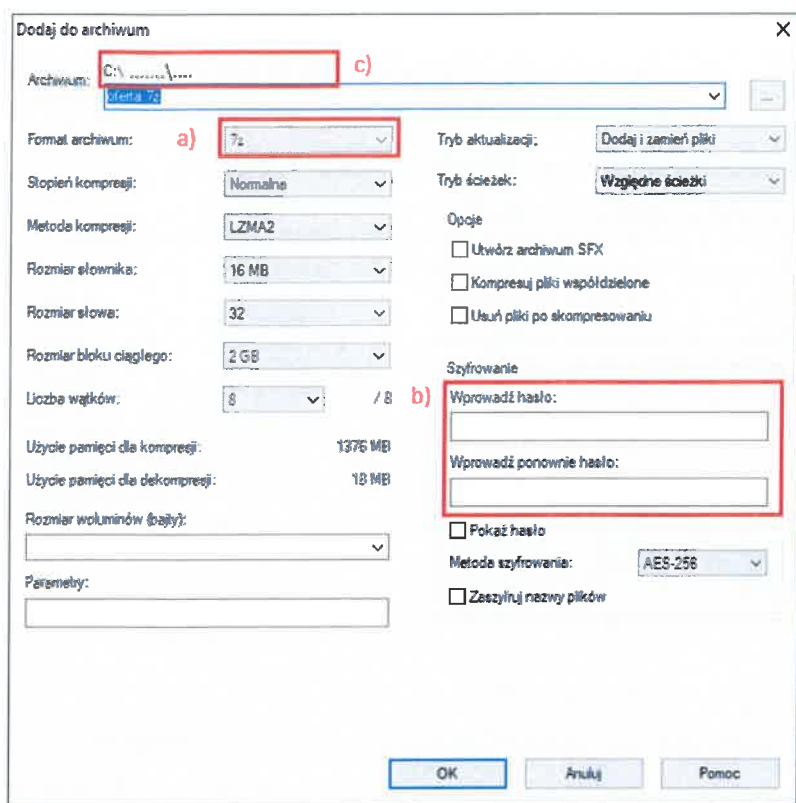 Dodaj do archiwum
Archiwum: C:\ ........\.... c)
oferta.7z
...
Format archiwum: a) 7z
Tryb aktualizacji: Dodaj i zamień pliki
Stopień kompresji: Normalna
Tryb ścieżek: Względne ścieżki
Metoda kompresji: LZMA2
Opcje
Utwórz archiwum SFX
Rozmiar słownika: 16 MB
Kompresuj pliki współdzielone
Rozmiar słowa: 32
Usuń pliki po skompresowaniu
Rozmiar bloku ciągłego: 2 GB
Szyfrowanie
Liczba wątków: 8 / 8
b) Wprowadź hasło:
Użycie pamięci dla kompresji: 1376 MB
Wprowadź ponownie hasło:
Użycie pamięci dla dekompresji: 18 MB
Rozmiar woluminów (bajty):
Pokaż hasło
Metoda szyfrowania: AES-256
Parametry:
Zaszyfruj nazwy plików
OK Anuluj Pomoc